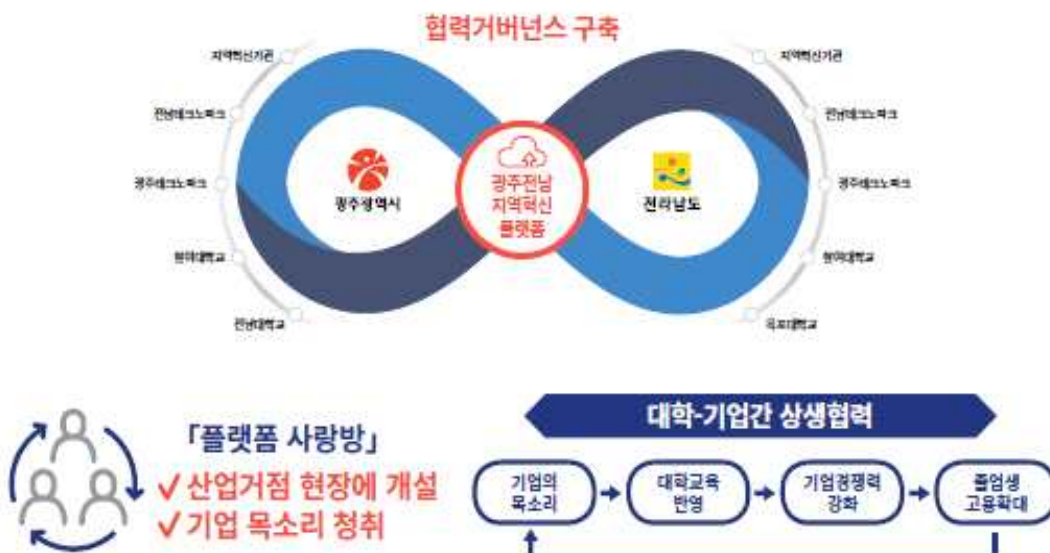 협력거버넌스 구축
지역혁신기관
전남테크노파크
광주테크노파크
참여대학교
전남대학교
광주광역시
광주전남
지역혁신
플랫폼
전라남도
지역혁신기관
전남테크노파크
광주테크노파크
참여대학교
목포대학교
「플랫폼 사랑방」
✓ 산업거점 현장에 개설
✓ 기업 목소리 청취
대학-기업간 상생협력
기업의
목소리
대학교육
반영
기업경쟁력
강화
졸업생
고용확대